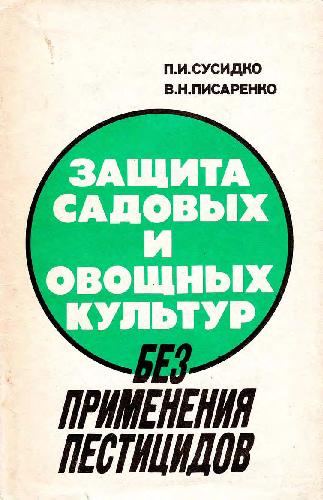 П.И.СУСИДКО
В.Н.ПИСАРЕНКО
ЗАЩИТА
САДОВЫХ
И
ОВОЩНЫХ
КУЛЬТУР
БЕЗ
ПРИМЕНЕНИЯ
ПЕСТИЦИДОВ